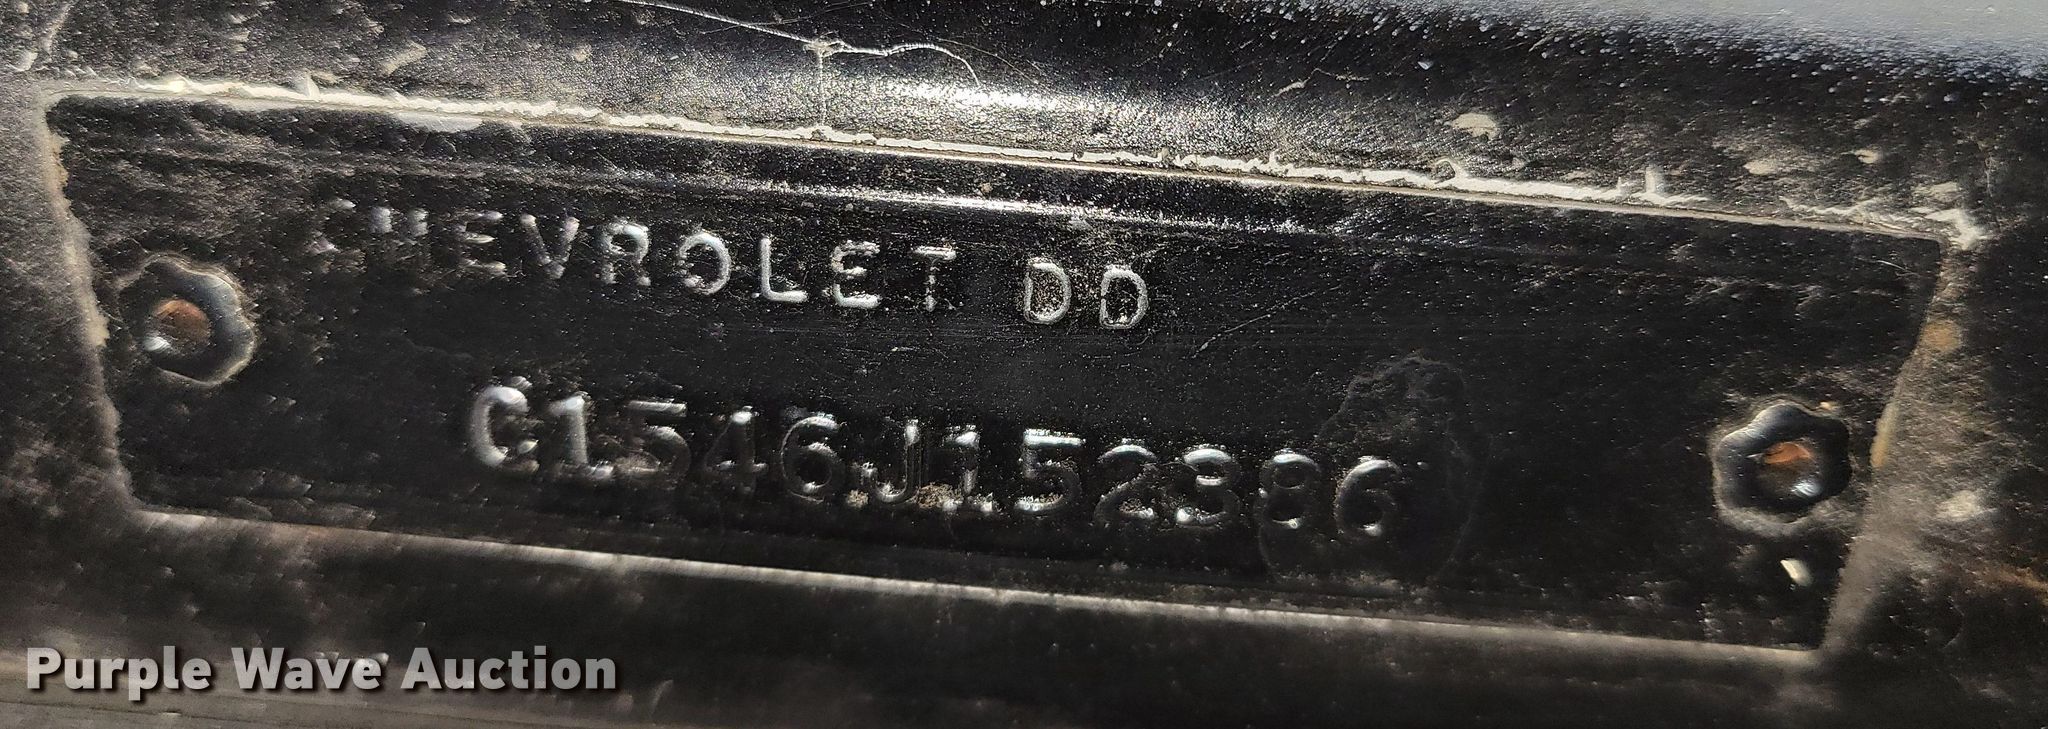 CHEVROLET DD
C1546J152386
Purple Wave Auction